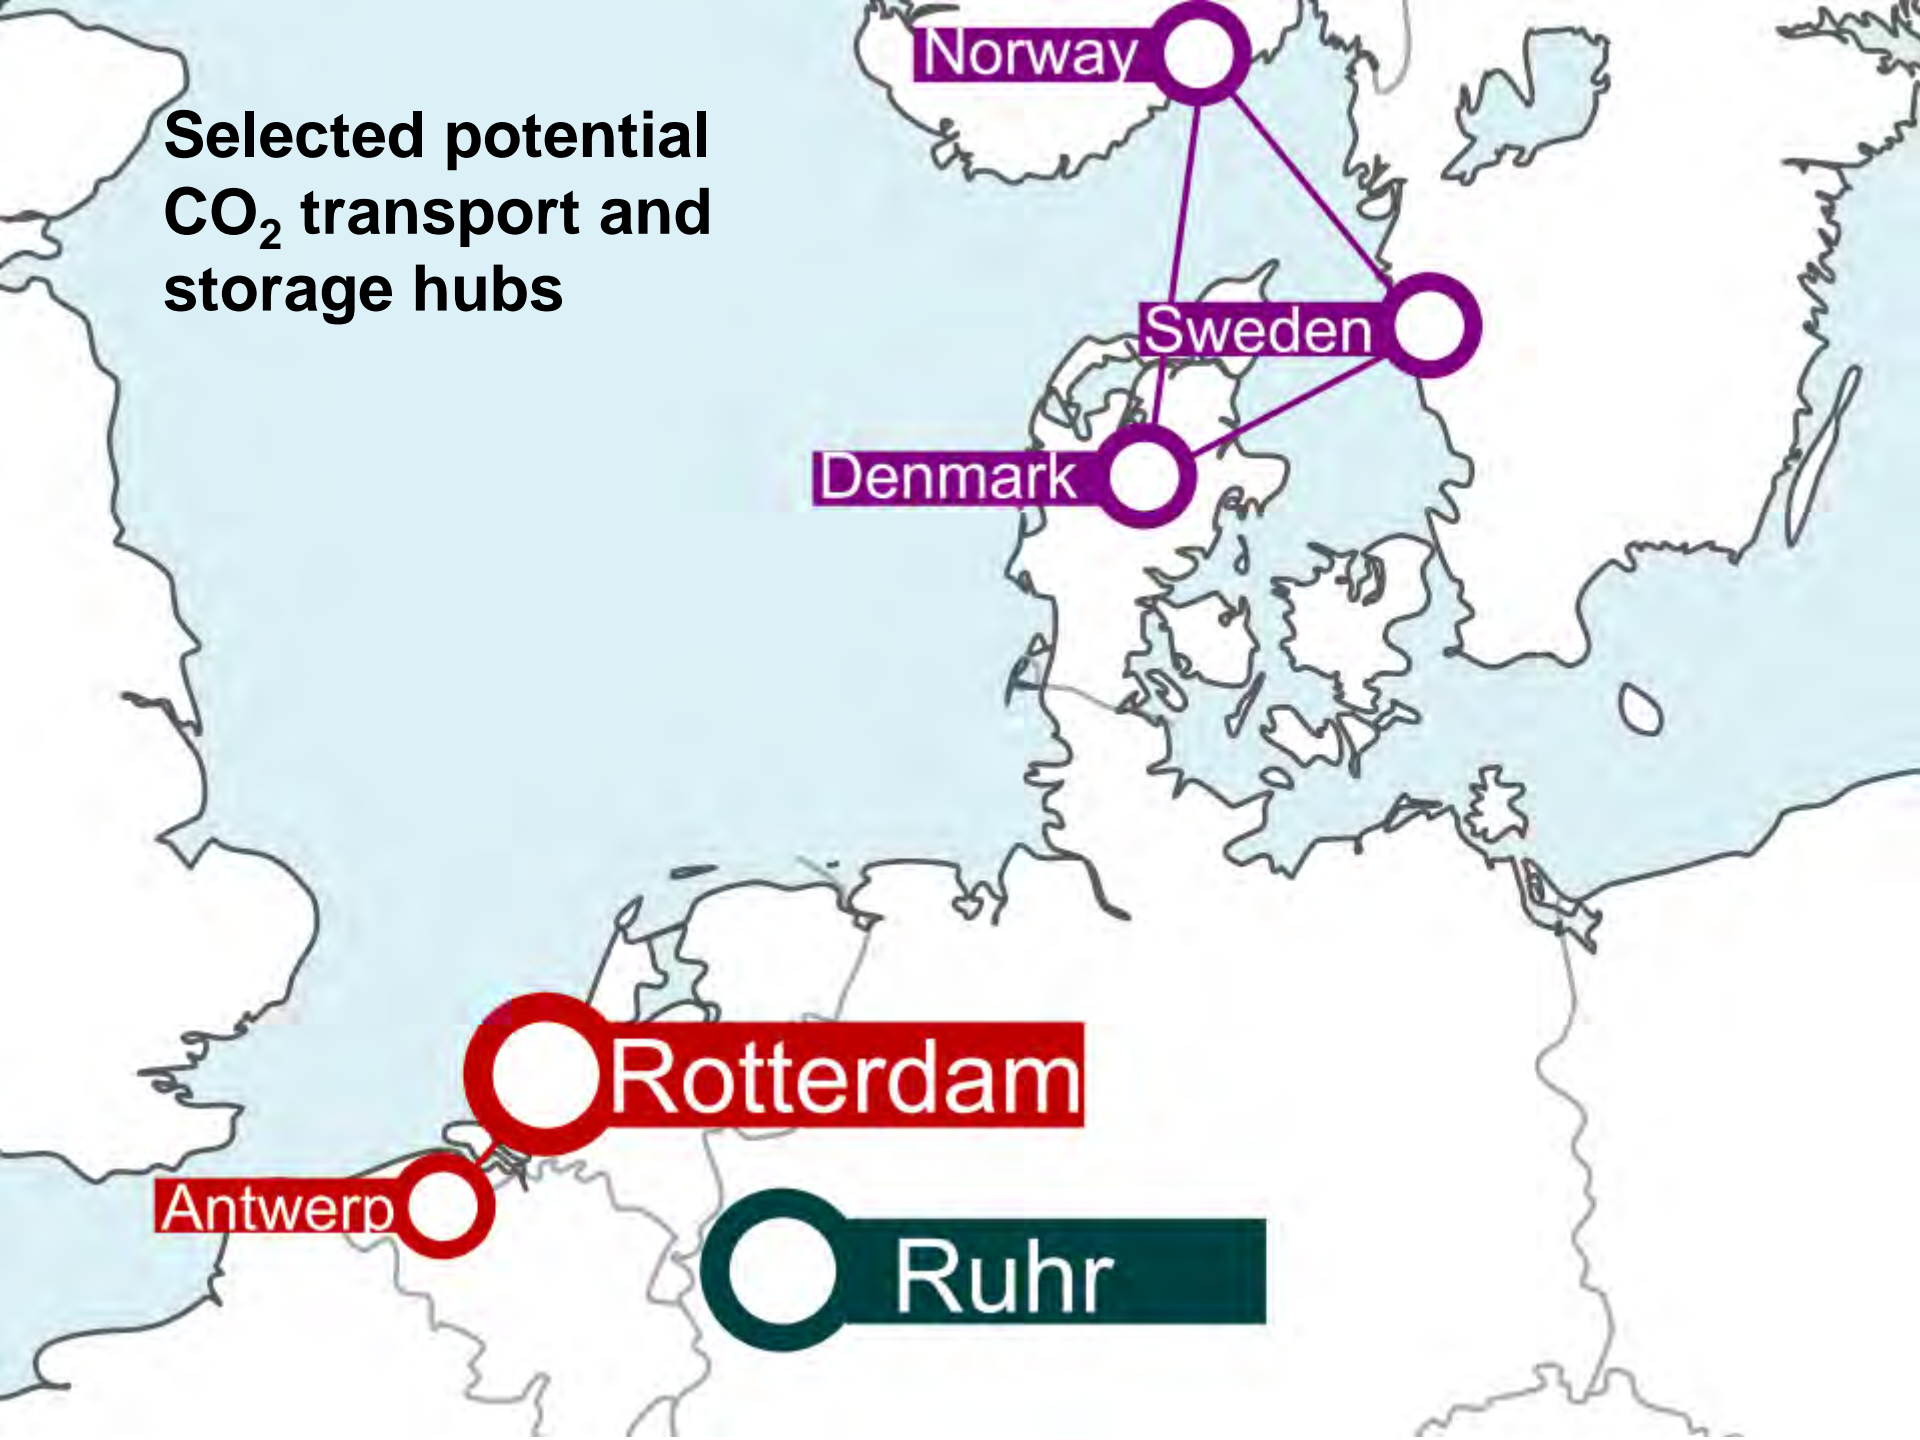 Selected potential
CO₂ transport and
storage hubs
Norway
Sweden
Denmark
Rotterdam
Antwerp
Ruhr